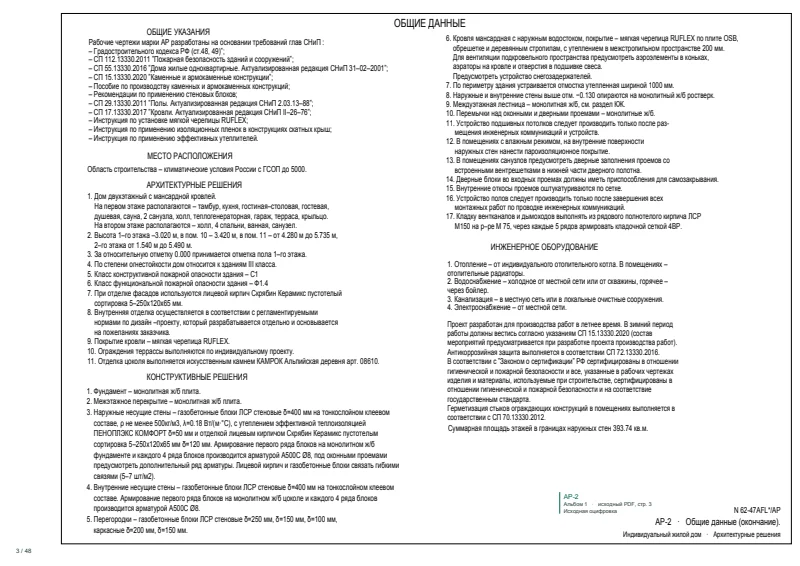 ОБЩИЕ ДАННЫЕ
ОБЩИЕ УКАЗАНИЯ
Рабочие чертежи марки АР разработаны на основании требований глав СНиП :
– Градостроительного кодекса РФ (ст.48, 49)";
– СП 112.13330.2011 "Пожарная безопасность зданий и сооружений";
– СП 55.13330.2016 "Дома жилые одноквартирные. Актуализированная редакция СНиП 31–02–2001";
– СП 15.13330.2020 "Каменные и армокаменные конструкции";
– Пособие по производству каменных и армокаменных конструкций;
– Рекомендации по применению стеновых блоков;
– СП 29.13330.2011 "Полы. Актуализированная редакция СНиП 2.03.13–88";
– СП 17.13330.2017 "Кровли. Актуализированная редакция СНиП II–26–76";
– Инструкция по установке мягкой черепицы RUFLEX;
– Инструкция по применению изоляционных пленок в конструкциях скатных крыш;
– Инструкция по применению эффективных утеплителей.
МЕСТО РАСПОЛОЖЕНИЯ
Область строительства – климатические условия России с ГСОП до 5000.
АРХИТЕКТУРНЫЕ РЕШЕНИЯ
1. Дом двухэтажный с мансардной кровлей.
На первом этаже располагаются – тамбур, кухня, гостиная-столовая, гостевая,
душевая, сауна, 2 санузла, холл, теплогенераторная, гараж, терраса, крыльцо.
На втором этаже располагаются – холл, 4 спальни, ванная, санузел.
2. Высота 1–го этажа –3.020 м, в пом. 10 – 3.420 м, в пом. 11 – от 4.280 м до 5.735 м,
2–го этажа от 1.540 м до 5.490 м.
3. За относительную отметку 0.000 принимается отметка пола 1–го этажа.
4. По степени огнестойкости дом относится к зданиям III класса.
5. Класс конструктивной пожарной опасности здания – С1
6. Класс функциональной пожарной опасности здания – Ф1.4
7. При отделке фасадов используются лицевой кирпич Скрябин Керамикс пустотелый
сортировка 5–250х120х65 мм.
8. Внутренняя отделка осуществляется в соответствии с регламентируемыми
нормами по дизайн –проекту, который разрабатывается отдельно и основывается
на пожеланиях заказчика.
9. Покрытие кровли – мягкая черепица RUFLEX.
10. Ограждения террассы выполняются по индивидуальному проекту.
11. Отделка цоколя выполняется искусственным камнем КАМРОК Альпийская деревня арт. 08610.
КОНСТРУКТИВНЫЕ РЕШЕНИЯ
1. Фундамент – монолитная ж/б плита.
2. Межэтажное перекрытие – монолитная ж/б плита.
3. Наружные несущие стены – газобетонные блоки ЛСР стеновые δ=400 мм на тонкослойном клеевом
составе, ρ не менее 500кг/м3, λ=0.18 Вт/(м·°С), с утеплением эффективной теплоизоляцией
ПЕНОПЛЭКС КОМФОРТ δ=50 мм и отделкой лицевым кирпичом Скрябин Керамикс пустотелым
сортировка 5–250х120х65 мм δ=120 мм. Армирование первого ряда блоков на монолитном ж/б
фундаменте и каждого 4 ряда блоков производится арматурой А500С Ø8, под оконными проемами
предусмотреть дополнительный ряд арматуры. Лицевой кирпич и газобетонные блоки связать гибкими
связями (5–7 шт/м2).
4. Внутренние несущие стены – газобетонные блоки ЛСР стеновые δ=400 мм на тонкослойном клеевом
составе. Армирование первого ряда блоков на монолитном ж/б цоколе и каждого 4 ряда блоков
производится арматурой А500С Ø8.
5. Перегородки – газобетонные блоки ЛСР стеновые δ=250 мм, δ=150 мм, δ=100 мм,
каркасные δ=200 мм, δ=150 мм.
6. Кровля мансардная с наружным водостоком, покрытие – мягкая черепица RUFLEX по плите OSB,
обрешетке и деревянным стропилам, с утеплением в межстропильном пространстве 200 мм.
Для вентиляции подкровельного пространства предусмотреть аэроэлементы в коньках,
аэраторы на кровле и отверстия в подшивке свеса.
Предусмотреть устройство снегозадержателей.
7. По периметру здания устраивается отмостка утепленная шириной 1000 мм.
8. Наружные и внутренние стены выше отм. –0.130 опираются на монолитный ж/б ростверк.
9. Междуэтажная лестница – монолитная ж/б, см. раздел КЖ.
10. Перемычки над оконными и дверными проемами – монолитные ж/б.
11. Устройство подшивных потолков следует производить только после раз-
мещения инженерных коммуникаций и устройств.
12. В помещениях с влажным режимом, на внутренние поверхности
наружных стен нанести пароизоляционное покрытие.
13. В помещениях санузлов предусмотреть дверные заполнения проемов со
встроенными вентрешетками в нижней части дверного полотна.
14. Дверные блоки во входных проемах должны иметь приспособления для самозакрывания.
15. Внутренние откосы проемов оштукатуриваются по сетке.
16. Устройство полов следует производить только после завершения всех
монтажных работ по проводке инженерных коммуникаций.
17. Кладку вентканалов и дымоходов выполнять из рядового полнотелого кирпича ЛСР
М150 на р–ре М 75, через каждые 5 рядов армировать кладочной сеткой 4ВР.
ИНЖЕНЕРНОЕ ОБОРУДОВАНИЕ
1. Отопление – от индивидуального отопительного котла. В помещениях –
отопительные радиаторы.
2. Водоснабжение – холодное от местной сети или от скважины, горячее –
через бойлер.
3. Канализация – в местную сеть или в локальные очистные сооружения.
4. Электроснабжение – от местной сети.
Проект разработан для производства работ в летнее время. В зимний период
работы должны вестись согласно указаниям СП 15.13330.2020 (состав
мероприятий предусматривается при разработке проекта производства работ).
Антикоррозийная защита выполняется в соответствии СП 72.13330.2016.
В соответствии с "Законом о сертификации" РФ сертифицированы в отношении
гигиенической и пожарной безопасности и все, указанные в рабочих чертежах
изделия и материалы, используемые при строительстве, сертифицированы в
отношении гигиенической и пожарной безопасности и на соответствие
государственным стандарта.
Герметизация стыков ограждающих конструкций в помещениях выполняется в
соответствии с СП 70.13330.2012.
Суммарная площадь этажей в границах наружных стен 393.74 кв.м.
АР-2
Альбом 1 · исходный PDF, стр. 3
Исходная оцифровка
N 62-47AFL*/АР
АР-2 · Общие данные (окончание).
Индивидуальный жилой дом · Архитектурные решения
3 / 48